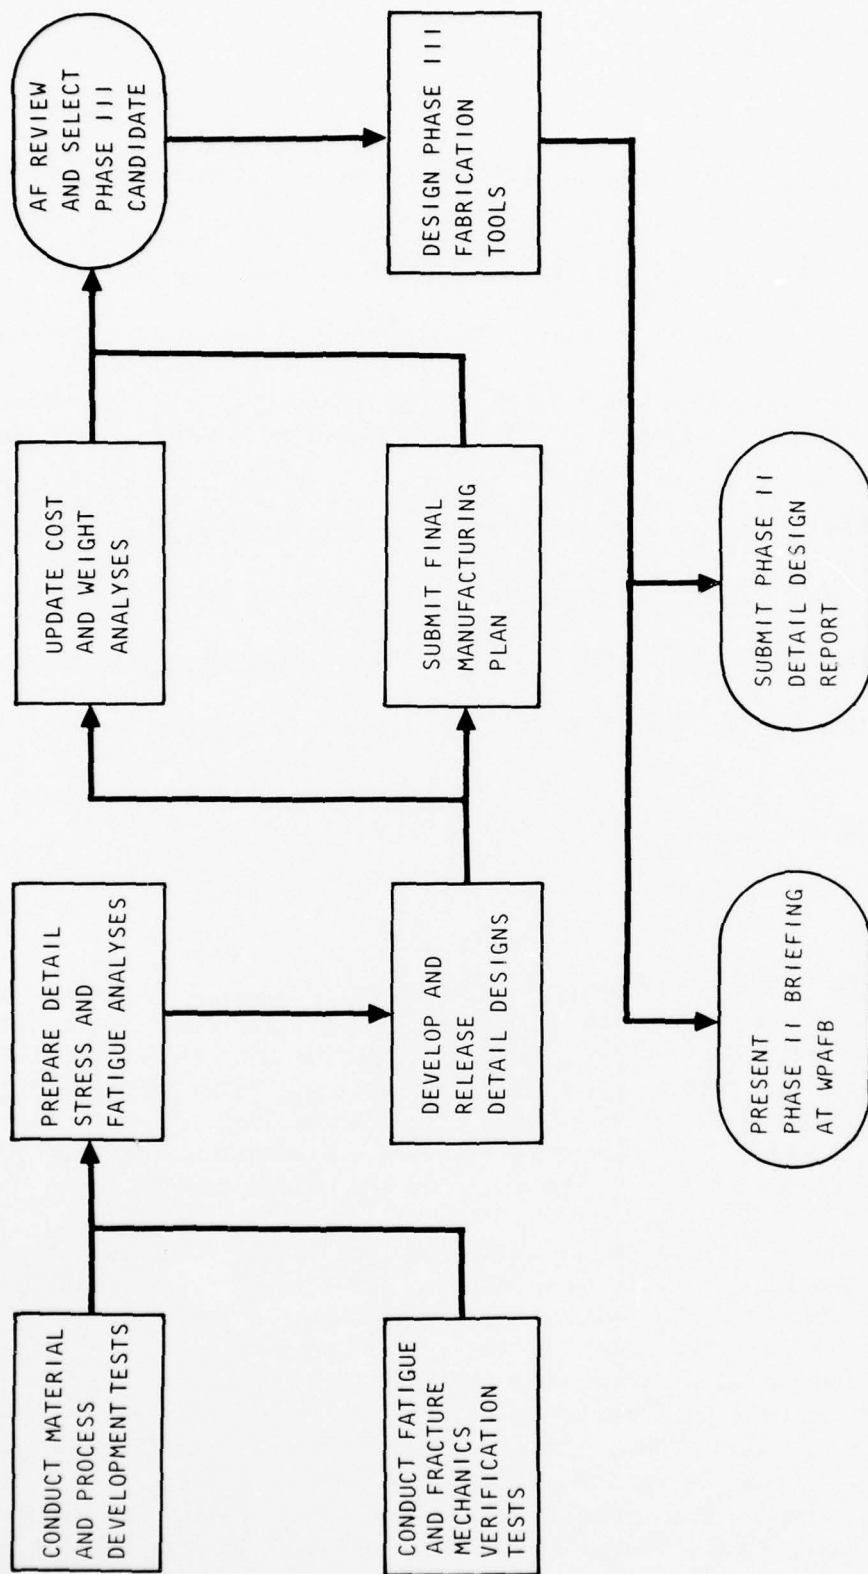 CONDUCT MATERIAL
AND PROCESS
DEVELOPMENT TESTS
CONDUCT FATIGUE
AND FRACTURE
MECHANICS
VERIFICATION
TESTS
PREPARE DETAIL
STRESS AND
FATIGUE ANALYSES
DEVELOP AND
RELEASE
DETAIL DESIGNS
UPDATE COST
AND WEIGHT
ANALYSES
SUBMIT FINAL
MANUFACTURING
PLAN
AF REVIEW
AND SELECT
PHASE III
CANDIDATE
DESIGN PHASE III
FABRICATION
TOOLS
PRESENT
PHASE II BRIEFING
AT WPAFB
SUBMIT PHASE II
DETAIL DESIGN
REPORT